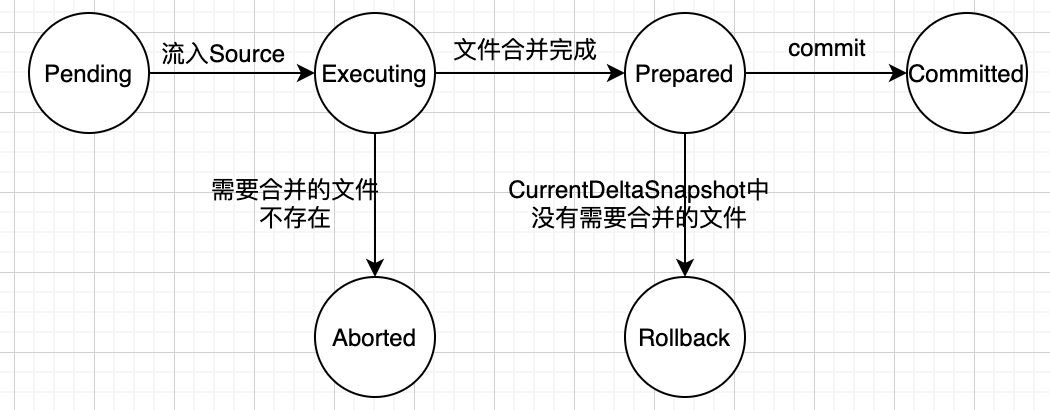 Pending
流入Source
Executing
文件合并完成
Prepared
commit
Committed
需要合并的文件
不存在
CurrentDeltaSnapshot中
没有需要合并的文件
Aborted
Rollback